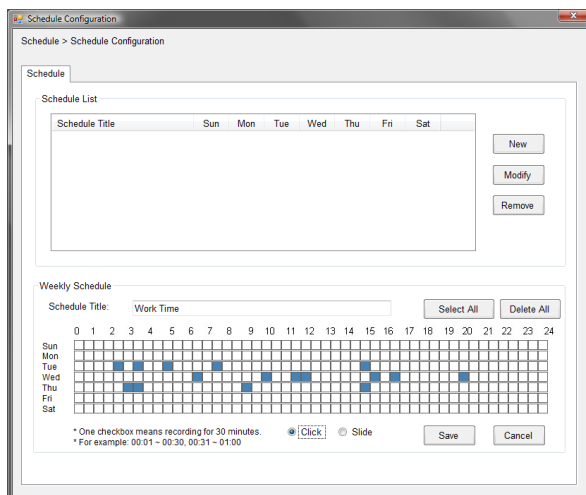 Schedule Configuration
Schedule > Schedule Configuration
Schedule
Schedule List
Schedule Title Sun Mon Tue Wed Thu Fri Sat
New
Modify
Remove
Weekly Schedule
Schedule Title: Work Time Select All Delete All
0 1 2 3 4 5 6 7 8 9 10 11 12 13 14 15 16 17 18 19 20 21 22 23 24
Sun
Mon
Tue
Wed
Thu
Fri
Sat
* One checkbox means recording for 30 minutes. Click Slide Save Cancel
* For example: 00:01 ~ 00:30, 00:31 ~ 01:00